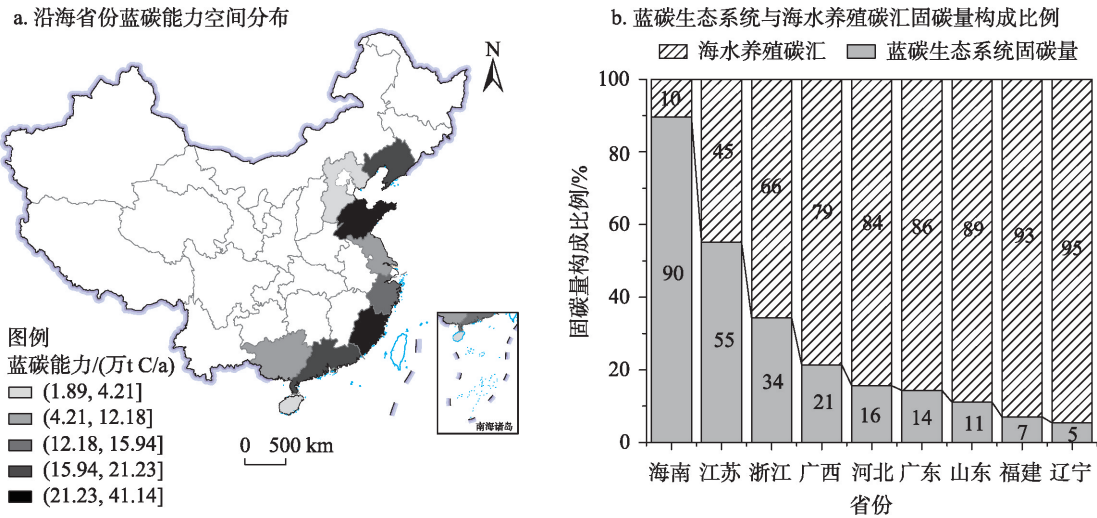 a. 沿海省份蓝碳能力空间分布
N
图例
蓝碳能力/(万t C/a)
(1.89, 4.21]
(4.21, 12.18]
(12.18, 15.94]
(15.94, 21.23]
(21.23, 41.14]
0 500 km
南海诸岛
b. 蓝碳生态系统与海水养殖碳汇固碳量构成比例
海水养殖碳汇 蓝碳生态系统固碳量
固碳量构成比例/%
100
80
60
40
20
0
10 45 66 79 84 86 89 93 95
90 55 34 21 16 14 11 7 5
海南 江苏 浙江 广西 河北 广东 山东 福建 辽宁
省份